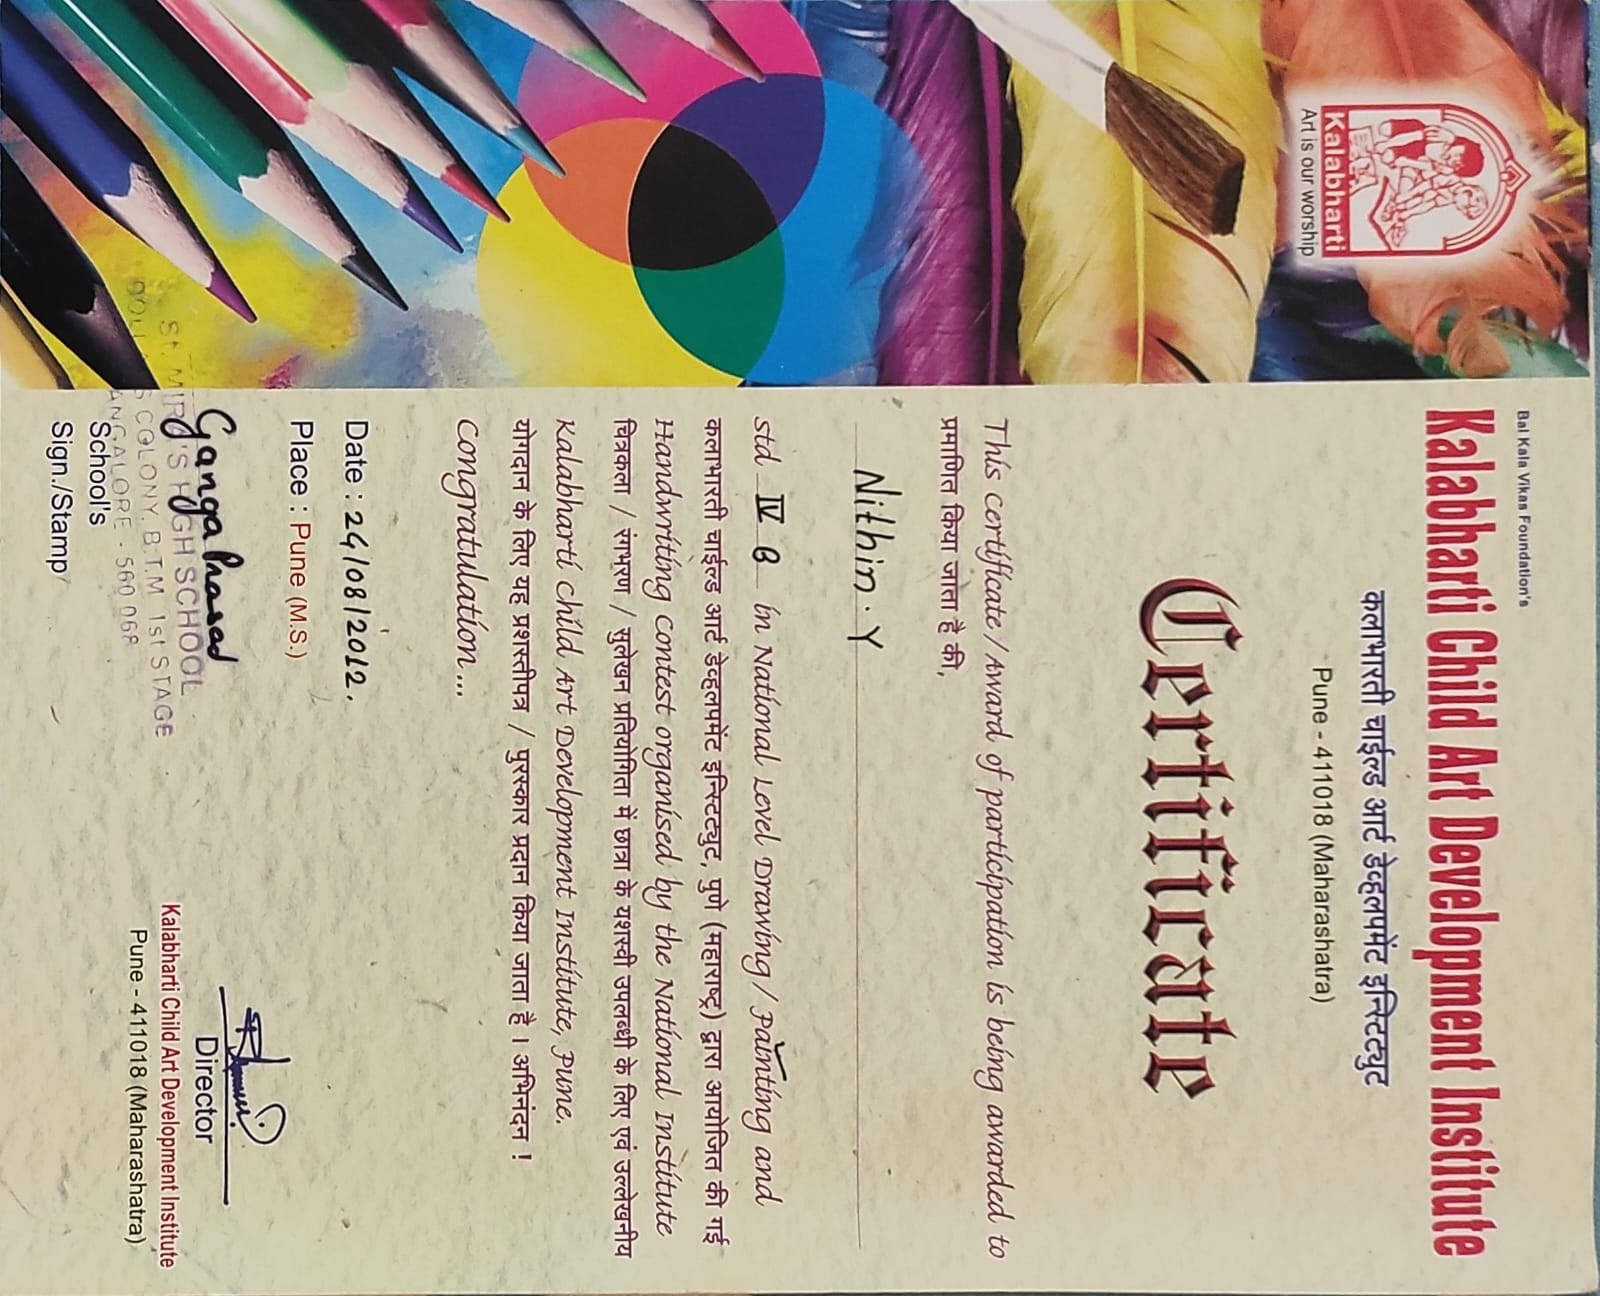 Bal Kala Vikas Foundation's
Kalabharti Child Art Development Institute
कलाभारती चाईल्ड आर्ट डेव्हलपमेंट इन्स्टिट्युट
Pune - 411018 (Maharashatra)
Kalabharti
Art is our worship
Certificate
This Certificate / Award of participation is being awarded to
प्रमाणित किया जाता है की,
Nithin. Y
std IV B in National Level Drawing / Painting and
कलाभारती चाईल्ड आर्ट डेव्हलपमेंट इन्स्टिट्युट, पुणे (महाराष्ट्र) द्वारा आयोजित की गई
Handwriting Contest organised by the National Institute
चित्रकला / रंगभरण / सुलेखन प्रतियोगिता में छात्रा के यशस्वी उपलब्धी के लिए एवं उल्लेखनीय
Kalabharti Child Art Development Institute, Pune.
योगदान के लिए यह प्रशस्तीपत्र / पुरस्कार प्रदान किया जाता है । अभिनंदन !
Congratulation...
Date : 24/08/2012.
Place : Pune (M.S.)
Ganga Prasad
St. MIRA'S HIGH SCHOOL
COLONY, B.T.M 1st STAGE
BANGALORE - 560 068
School's
Sign./Stamp
Director
Kalabharti Child Art Development Institute
Pune - 411018 (Maharashatra)